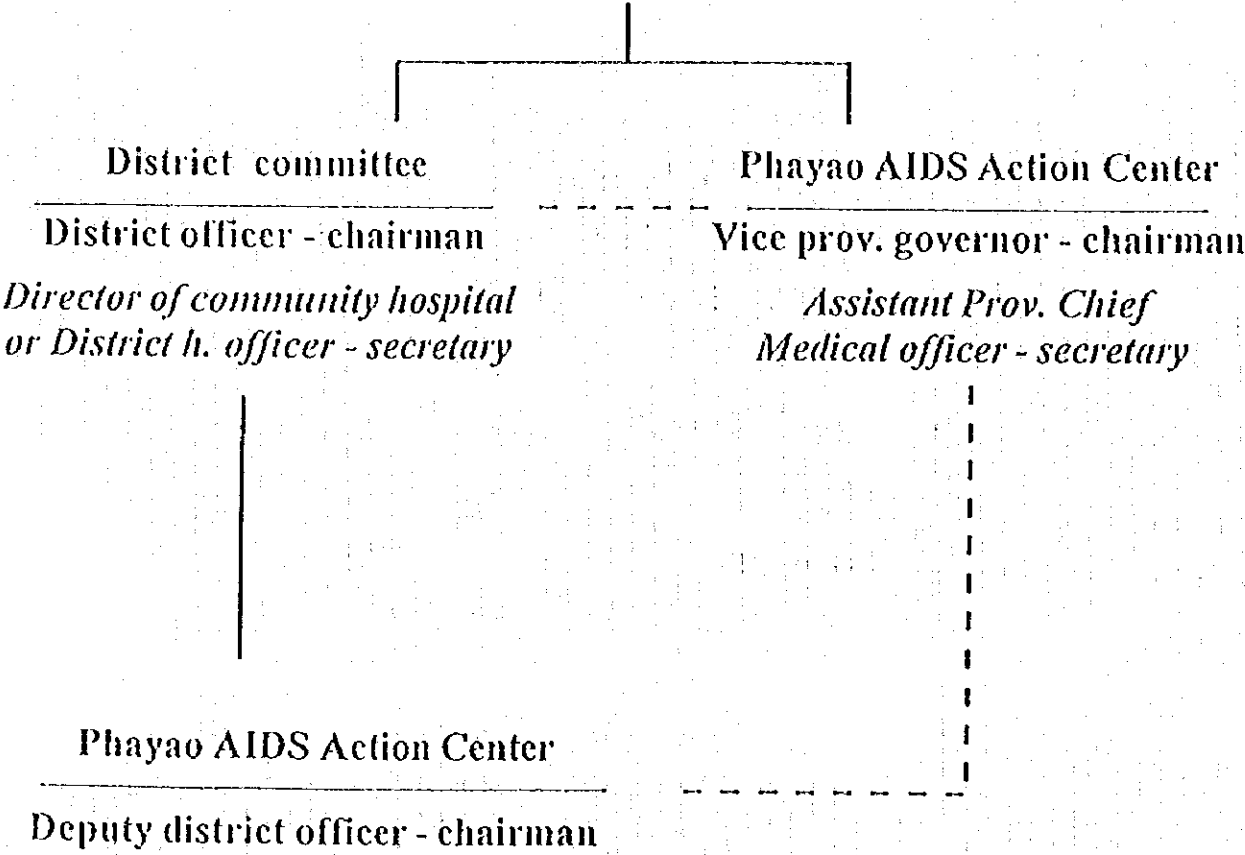 District committee
District officer - chairman
Director of community hospital
or District h. officer - secretary
Phayao AIDS Action Center
Vice prov. governor - chairman
Assistant Prov. Chief
Medical officer - secretary
Phayao AIDS Action Center
Deputy district officer - chairman